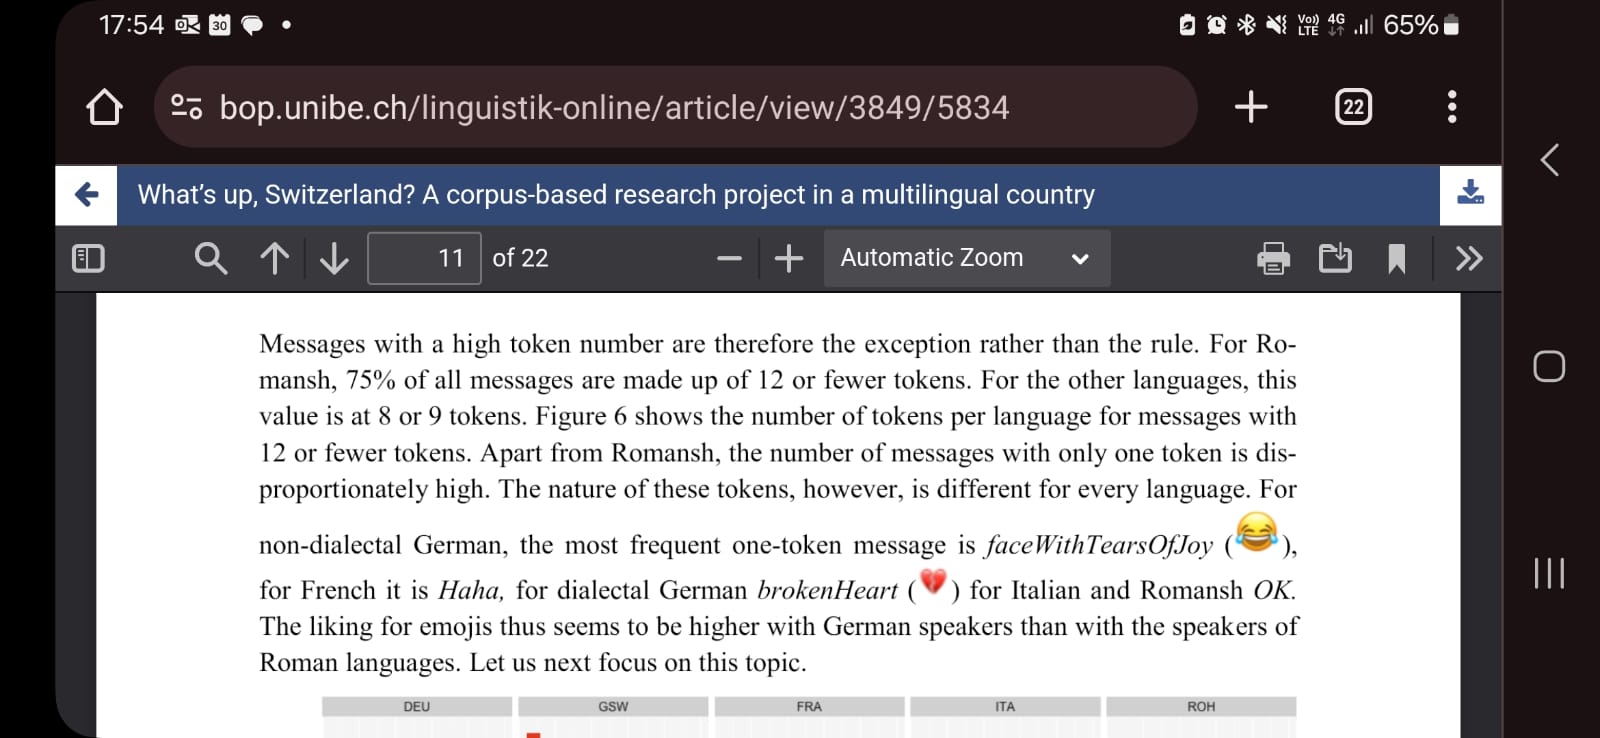 17:54 30 •
Vo)) LTE 4G 65%
bop.unibe.ch/linguistik-online/article/view/3849/5834 22
What's up, Switzerland? A corpus-based research project in a multilingual country
11 of 22 Automatic Zoom
Messages with a high token number are therefore the exception rather than the rule. For Ro-
mansh, 75% of all messages are made up of 12 or fewer tokens. For the other languages, this
value is at 8 or 9 tokens. Figure 6 shows the number of tokens per language for messages with
12 or fewer tokens. Apart from Romansh, the number of messages with only one token is dis-
proportionately high. The nature of these tokens, however, is different for every language. For
non-dialectal German, the most frequent one-token message is faceWithTearsOfJoy (😂),
for French it is Haha, for dialectal German brokenHeart (💔) for Italian and Romansh OK.
The liking for emojis thus seems to be higher with German speakers than with the speakers of
Roman languages. Let us next focus on this topic.
DEU GSW FRA ITA ROH